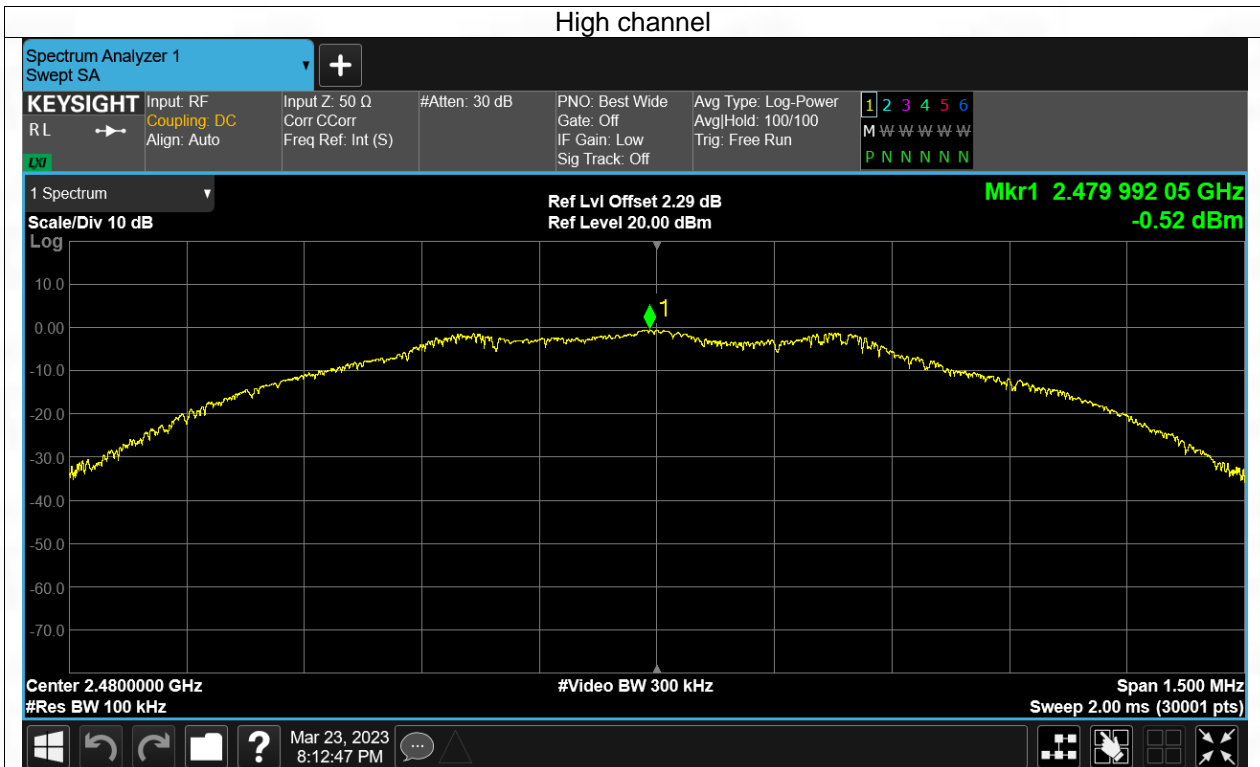 High channel
Spectrum Analyzer 1
Swept SA
KEYSIGHT
RL
LXI
Input: RF
Coupling: DC
Align: Auto
Input Z: 50 Ω
Corr CCorr
Freq Ref: Int (S)
#Atten: 30 dB
PNO: Best Wide
Gate: Off
IF Gain: Low
Sig Track: Off
Avg Type: Log-Power
Avg|Hold: 100/100
Trig: Free Run
1 2 3 4 5 6
M W W W W W
P N N N N N
1 Spectrum
Scale/Div 10 dB
Ref Lvl Offset 2.29 dB
Ref Level 20.00 dBm
Mkr1 2.479 992 05 GHz
-0.52 dBm
Log
10.0
0.00
-10.0
-20.0
-30.0
-40.0
-50.0
-60.0
-70.0
1
Center 2.4800000 GHz
#Video BW 300 kHz
Span 1.500 MHz
#Res BW 100 kHz
Sweep 2.00 ms (30001 pts)
?
Mar 23, 2023
8:12:47 PM